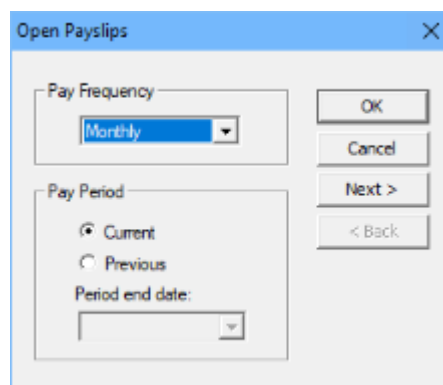 Open Payslips
Pay Frequency
Monthly
OK
Cancel
Next >
< Back
Pay Period
Current
Previous
Period end date: